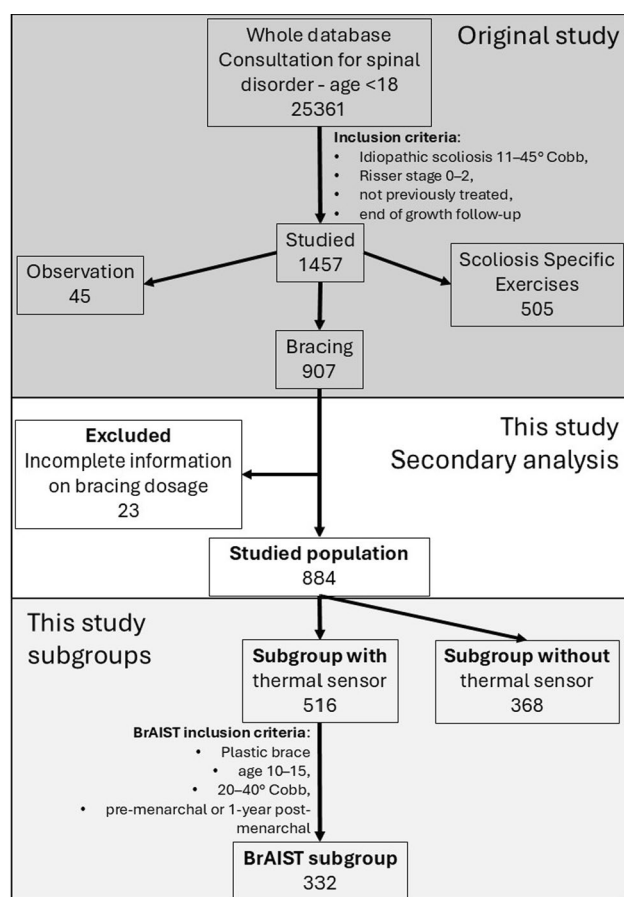 Original study
Whole database
Consultation for spinal
disorder - age <18
25361
Inclusion criteria:
• Idiopathic scoliosis 11–45° Cobb,
• Risser stage 0–2,
• not previously treated,
• end of growth follow-up
Studied
1457
Observation
45
Scoliosis Specific
Exercises
505
Bracing
907
This study
Secondary analysis
Excluded
Incomplete information
on bracing dosage
23
Studied population
884
This study
subgroups
Subgroup with
thermal sensor
516
Subgroup without
thermal sensor
368
BrAIST inclusion criteria:
• Plastic brace
• age 10–15,
• 20–40° Cobb,
• pre-menarchal or 1-year post-
menarchal
BrAIST subgroup
332